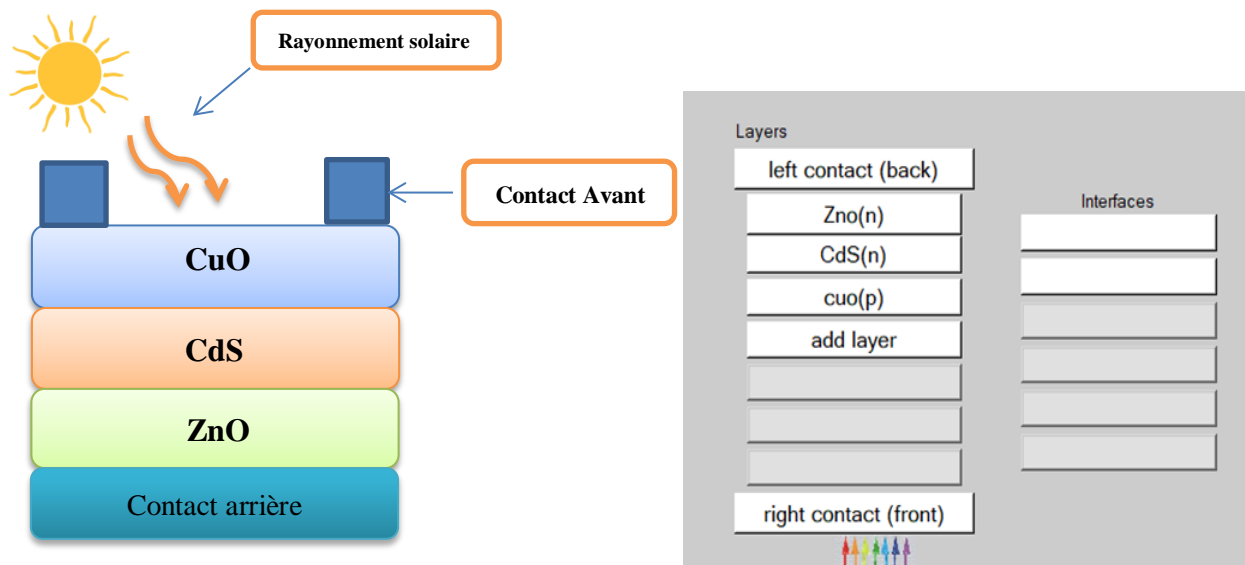 Rayonnement solaire
Contact Avant
CuO
CdS
ZnO
Contact arrière
Layers
left contact (back)
Interfaces
Zno(n)
CdS(n)
cuo(p)
add layer
right contact (front)